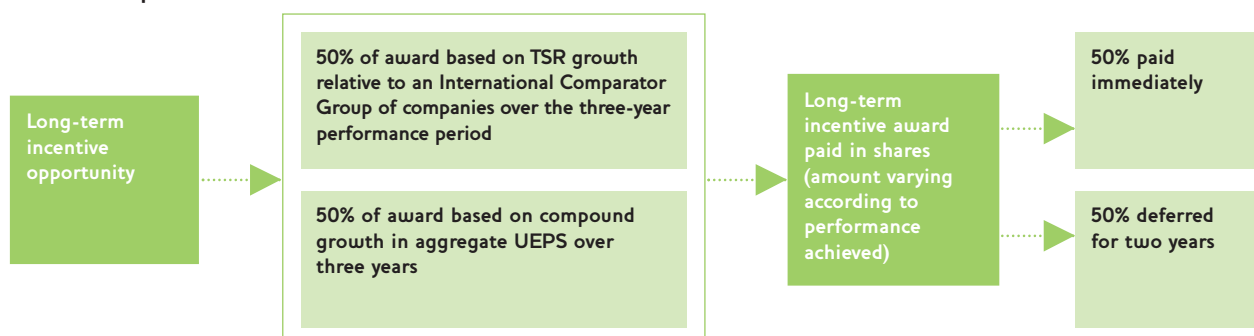 Long-term
incentive
opportunity
50% of award based on TSR growth
relative to an International Comparator
Group of companies over the three-year
performance period
50% of award based on compound
growth in aggregate UEPS over
three years
Long-term
incentive award
paid in shares
(amount varying
according to
performance
achieved)
50% paid
immediately
50% deferred
for two years